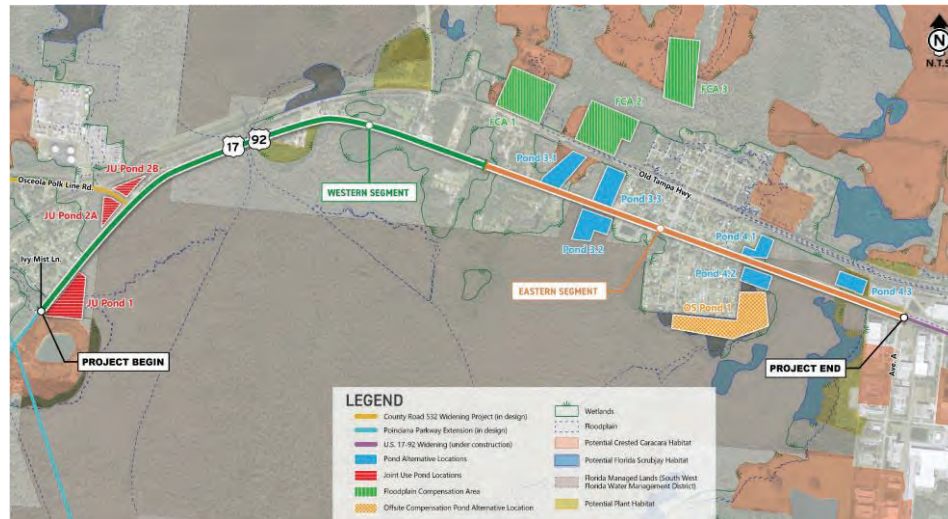 N
N.T.S
FCA 3
FCA 1
FCA 2
17 92
JU Pond 2B
Osceola Polk Line Rd.
JU Pond 2A
WESTERN SEGMENT
Pond 3.1
Old Tampa Hwy.
Pond 3.3
Pond 3.2
Pond 4.1
Ivy Mist Ln.
JU Pond 1
EASTERN SEGMENT
Pond 4.2
Pond 4.3
OS Pond 1
PROJECT BEGIN
PROJECT END
Ave. A
LEGEND
County Road 532 Widening Project (in design)
Poinciana Parkway Extension (in design)
U.S. 17-92 Widening (under construction)
Pond Alternative Locations
Joint Use Pond Locations
Floodplain Compensation Area
Offsite Compensation Pond Alternative Location
Wetlands
Floodplain
Potential Crested Caracara Habitat
Potential Florida Scrubjay Habitat
Florida Managed Lands (South West
Florida Water Management District)
Potential Plant Habitat